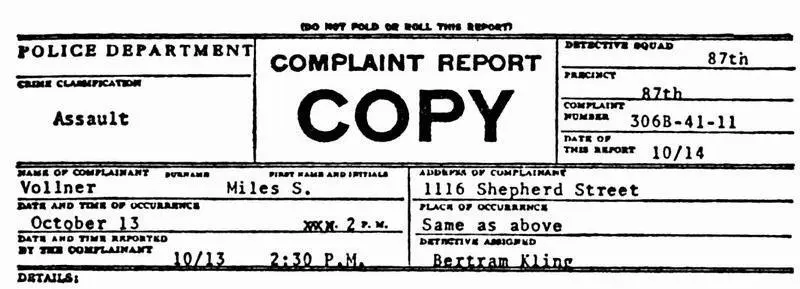 (DO NOT FOLD OR ROLL THIS REPORT)
POLICE DEPARTMENT
CRIME CLASSIFICATION
Assault
COMPLAINT REPORT
COPY
DETECTIVE SQUAD
87th
PRECINCT
87th
COMPLAINT
NUMBER 306B-41-11
DATE OF
THIS REPORT 10/14
NAME OF COMPLAINANT SURNAME FIRST NAME AND INITIALS
Vollner Miles S.
ADDRESS OF COMPLAINANT
1116 Shepherd Street
DATE AND TIME OF OCCURRENCE
October 13 2 P. M.
PLACE OF OCCURRENCE
Same as above
DATE AND TIME REPORTED
BY THE COMPLAINANT 10/13 2:30 P.M.
DETECTIVE ASSIGNED
Bertram Kling
DETAILS: